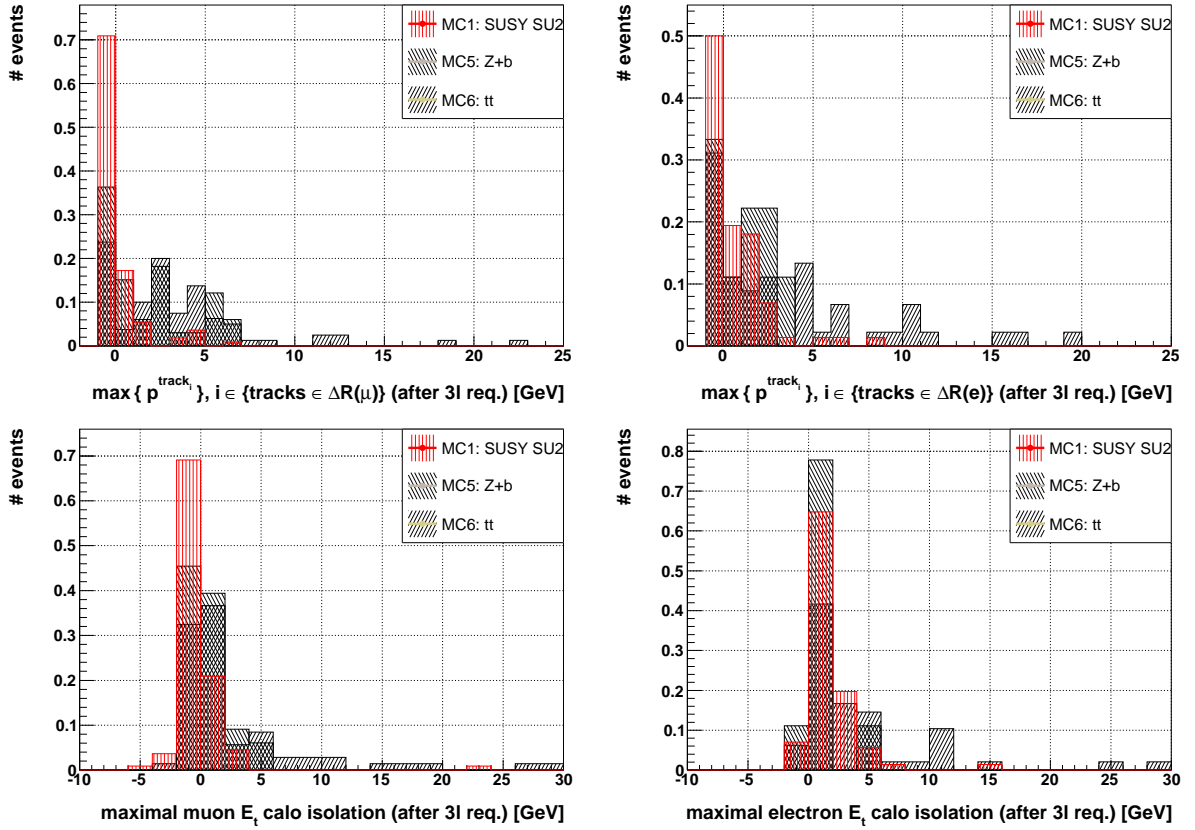 # events
0.7
0.6
0.5
0.4
0.3
0.2
0.1
0
0 5 10 15 20 25
MC1: SUSY SU2
MC5: Z+b
MC6: tt
max { p^track_i }, i ∈ {tracks ∈ ΔR(μ)} (after 3l req.) [GeV]
# events
0.5
0.4
0.3
0.2
0.1
0
0 5 10 15 20 25
MC1: SUSY SU2
MC5: Z+b
MC6: tt
max { p^track_i }, i ∈ {tracks ∈ ΔR(e)} (after 3l req.) [GeV]
# events
0.7
0.6
0.5
0.4
0.3
0.2
0.1
0
-10 -5 0 5 10 15 20 25 30
MC1: SUSY SU2
MC5: Z+b
MC6: tt
maximal muon E_t calo isolation (after 3l req.) [GeV]
# events
0.8
0.7
0.6
0.5
0.4
0.3
0.2
0.1
0
-10 -5 0 5 10 15 20 25 30
MC1: SUSY SU2
MC5: Z+b
MC6: tt
maximal electron E_t calo isolation (after 3l req.) [GeV]